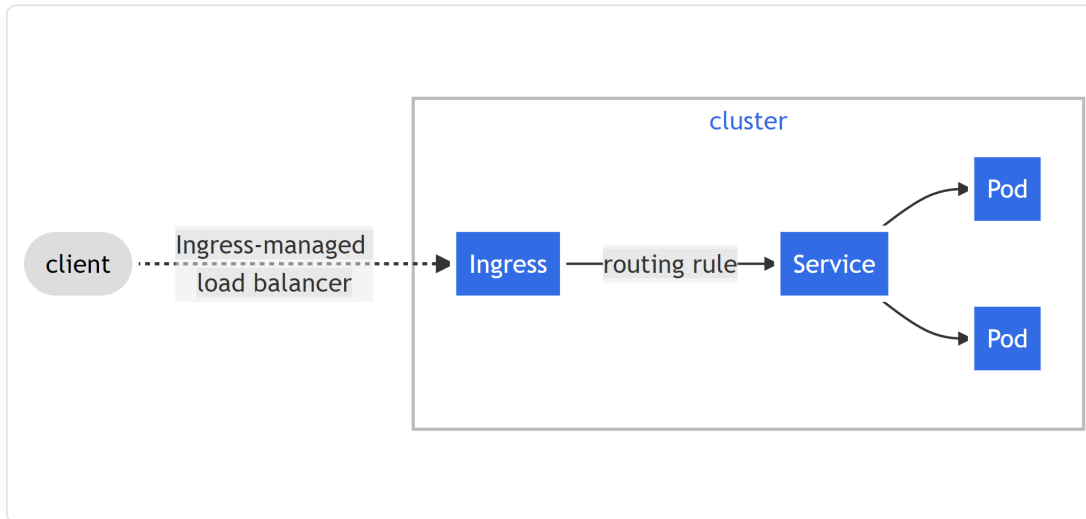 cluster
Pod
client
Ingress-managed
load balancer
Ingress
routing rule
Service
Pod